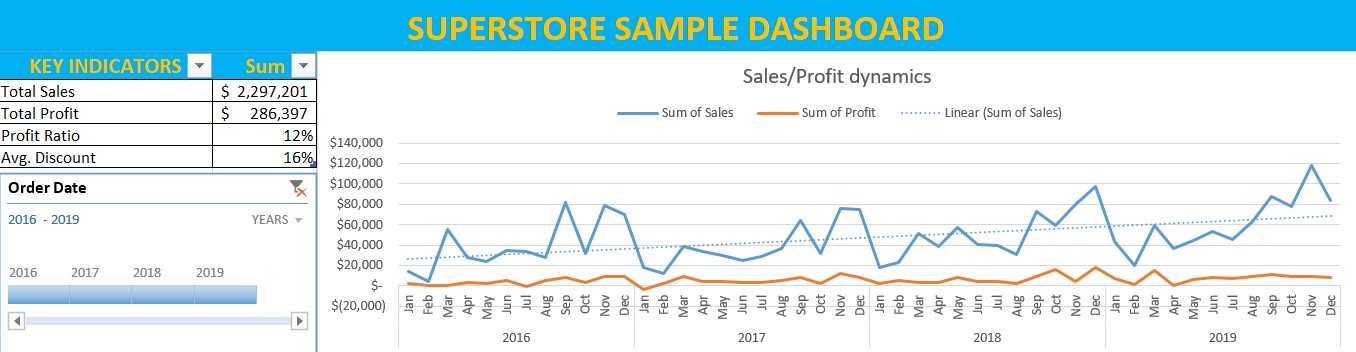 SUPERSTORE SAMPLE DASHBOARD
KEY INDICATORS Sum
Total Sales $ 2,297,201
Total Profit $ 286,397
Profit Ratio 12%
Avg. Discount 16%
Order Date
2016 - 2019 YEARS
2016 2017 2018 2019
Sales/Profit dynamics
Sum of Sales Sum of Profit Linear (Sum of Sales)
$140,000
$120,000
$100,000
$80,000
$60,000
$40,000
$20,000
$-
$(20,000)
Jan Feb Mar Apr May Jun Jul Aug Sep Oct Nov Dec Jan Feb Mar Apr May Jun Jul Aug Sep Oct Nov Dec Jan Feb Mar Apr May Jun Jul Aug Sep Oct Nov Dec Jan Feb Mar Apr May Jun Jul Aug Sep Oct Nov Dec
2016 2017 2018 2019